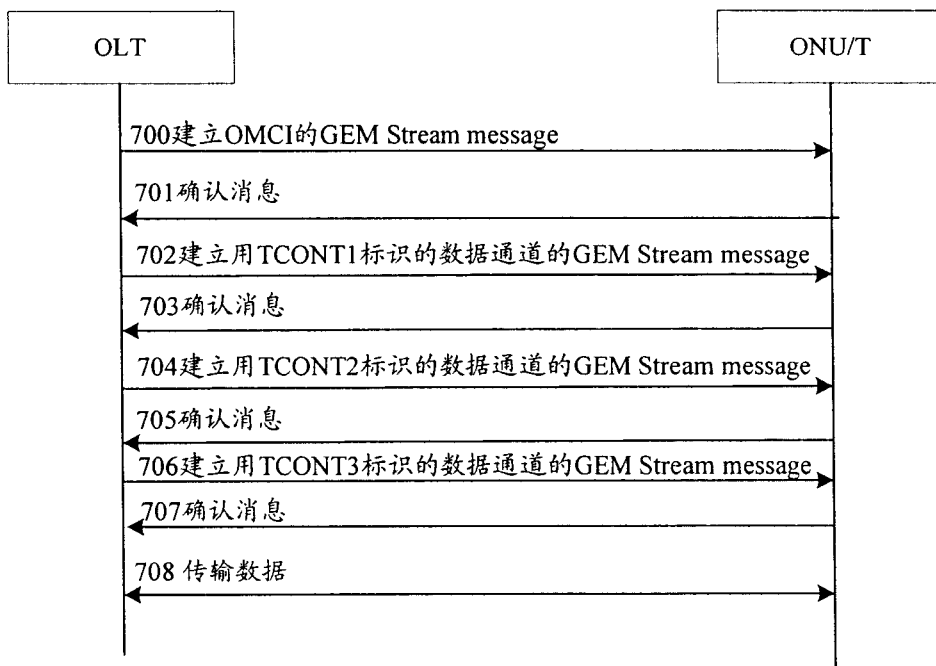 OLT
ONU/T
700建立OMCI的GEM Stream message
701确认消息
702建立用TCONT1标识的数据通道的GEM Stream message
703确认消息
704建立用TCONT2标识的数据通道的GEM Stream message
705确认消息
706建立用TCONT3标识的数据通道的GEM Stream message
707确认消息
708 传输数据